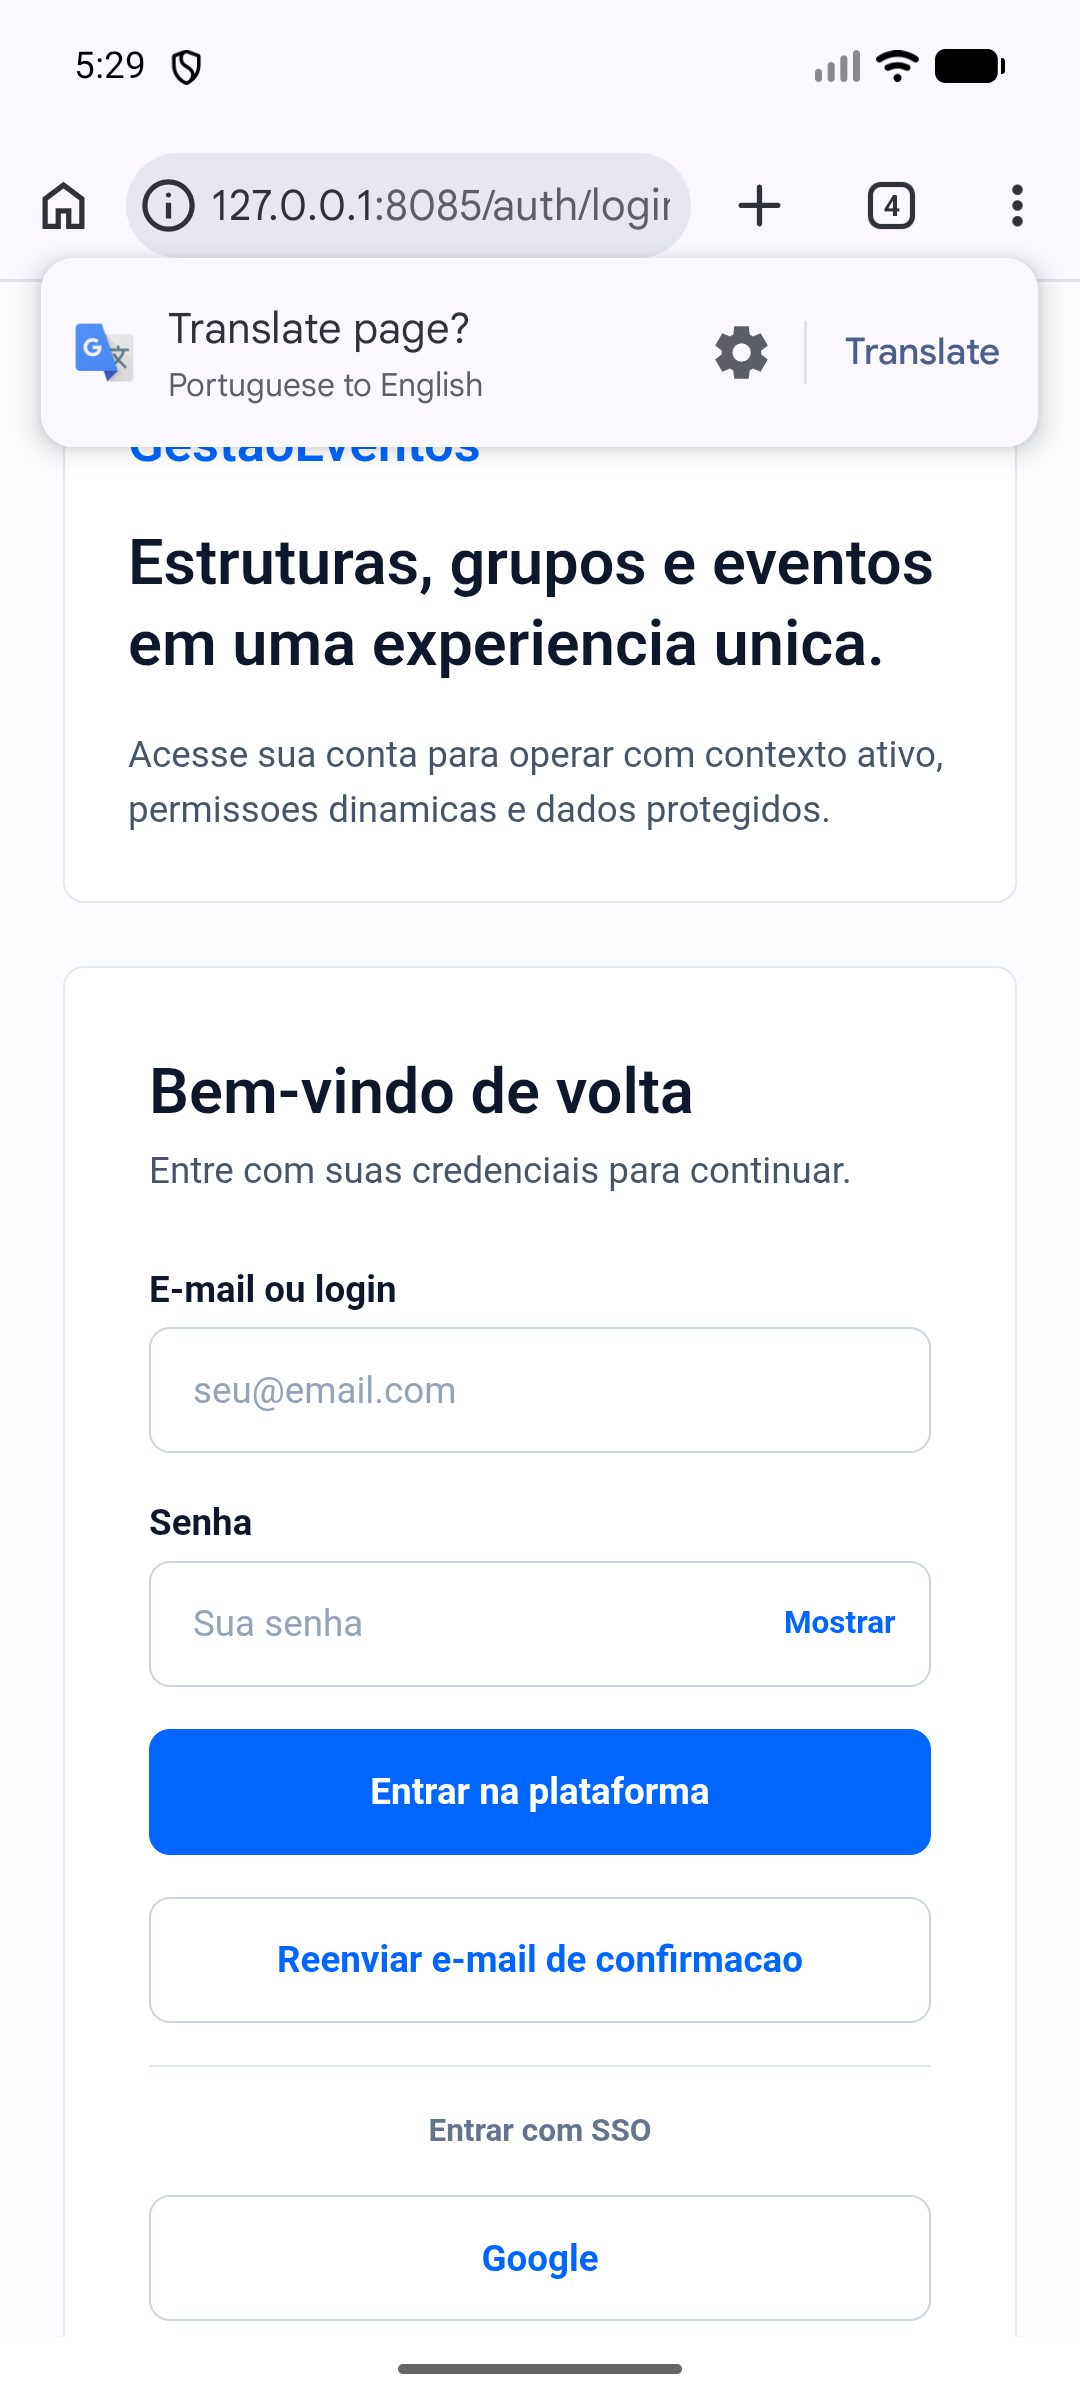 5:29
127.0.0.1:8085/auth/login
4
Translate page?
Portuguese to English
Translate
GestaoEventos
Estruturas, grupos e eventos
em uma experiencia unica.
Acesse sua conta para operar com contexto ativo,
permissoes dinamicas e dados protegidos.
Bem-vindo de volta
Entre com suas credenciais para continuar.
E-mail ou login
seu@email.com
Senha
Sua senha
Mostrar
Entrar na plataforma
Reenviar e-mail de confirmacao
Entrar com SSO
Google